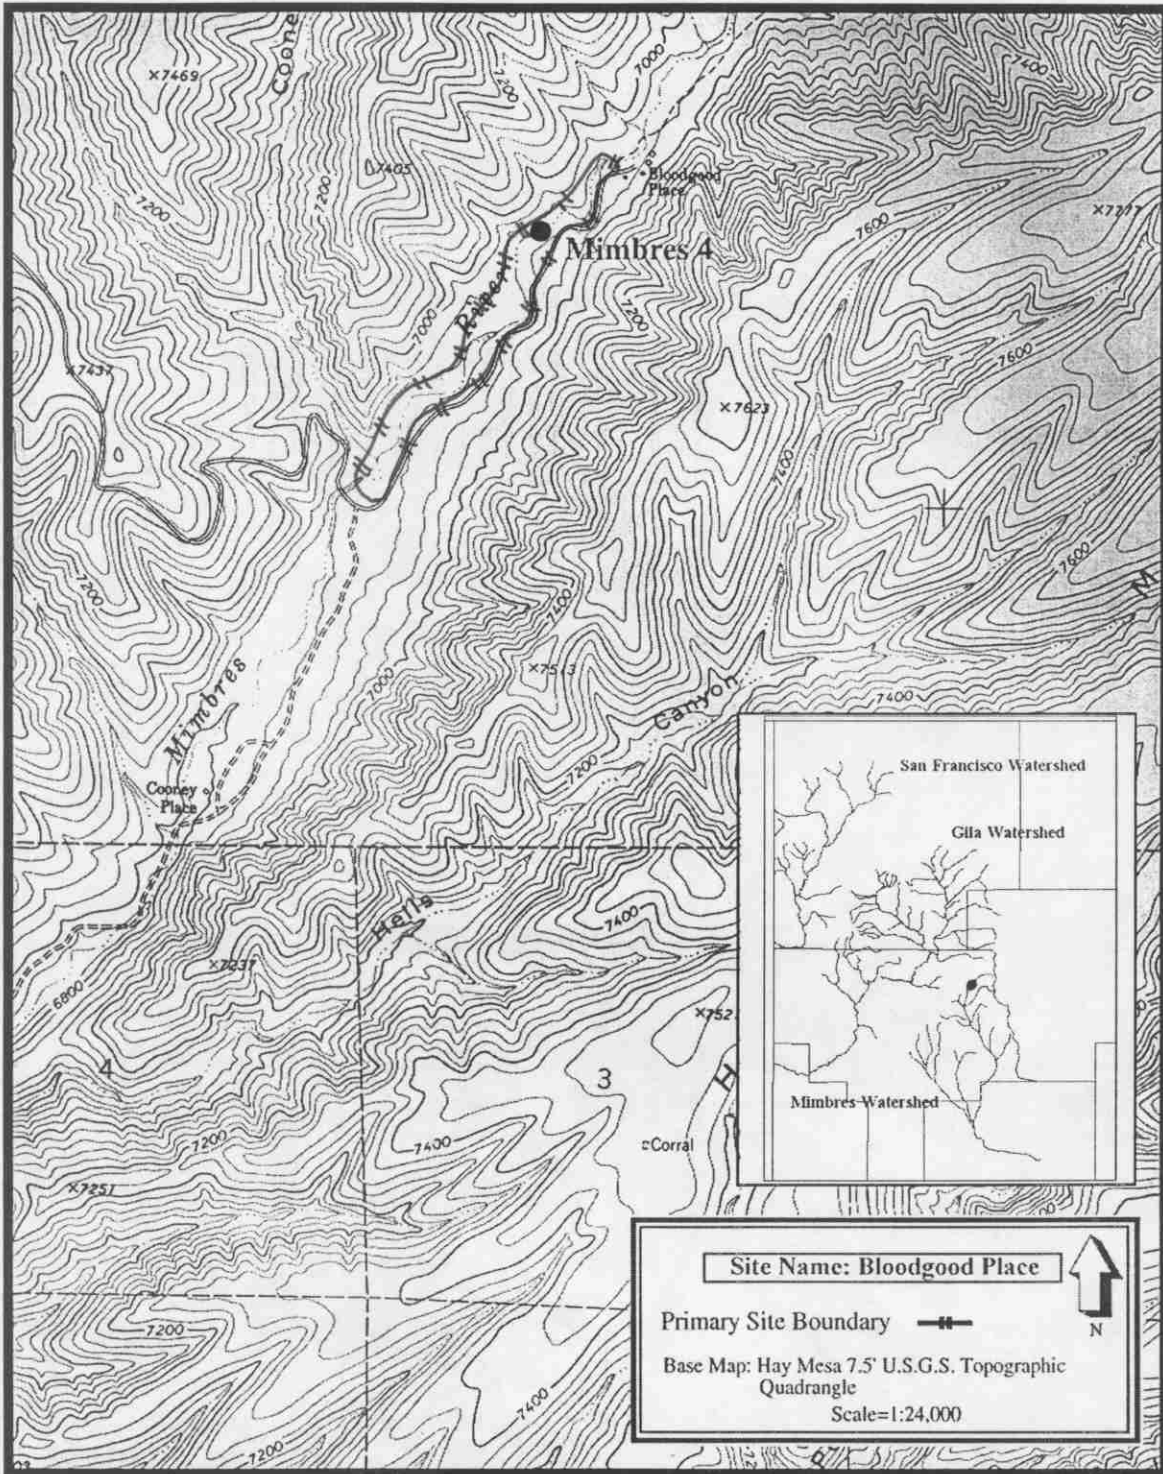 Coone
×7469
7000
7200
7400
7405
7200
7200
Bloodgood
Place
×7277
7600
Mimbres 4
7000
7200
×7437
7600
×7623
7400
7200
7600
M
7400
×7513
Mimbres
7000
Canyon
7400
7200
Cooney
Place
San Francisco Watershed
Gila Watershed
Mimbres Watershed
Hells
7400
×7237
6800
×752
4
3
H
7200
7400
Corral
×7251
7200
7400
7200
Site Name: Bloodgood Place
Primary Site Boundary
N
Base Map: Hay Mesa 7.5' U.S.G.S. Topographic
Quadrangle
Scale=1:24,000